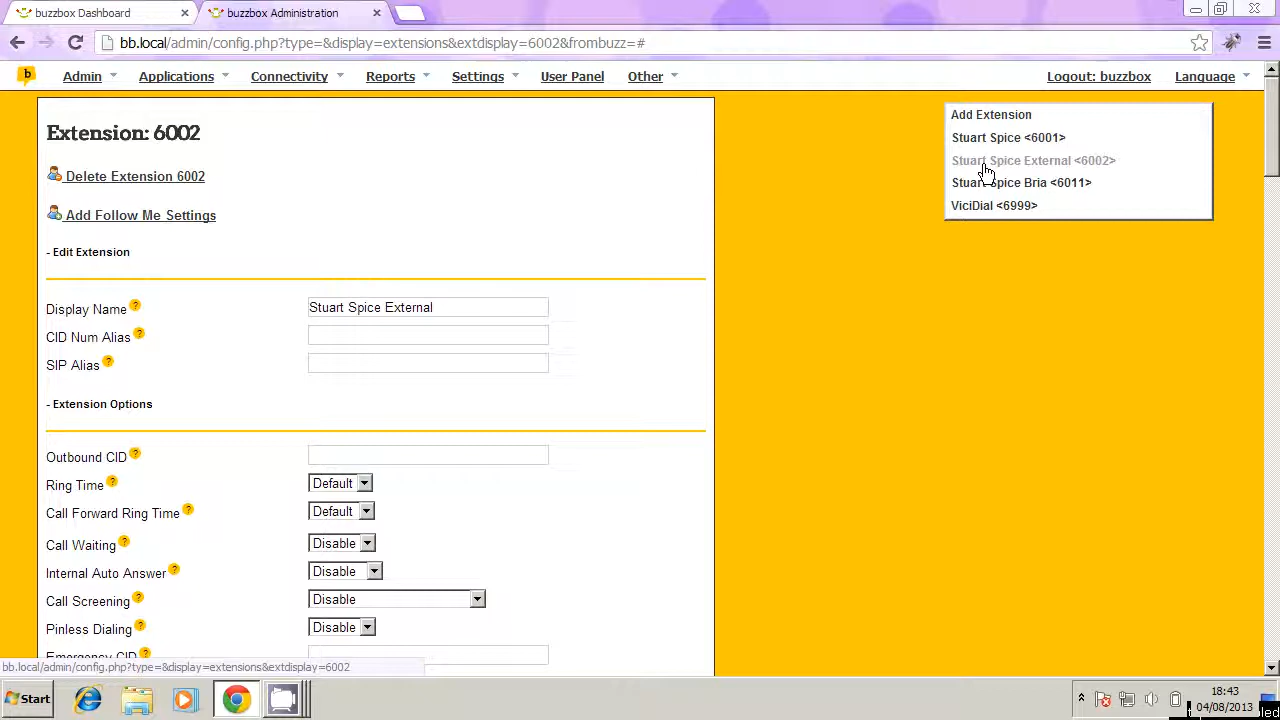 buzzbox Dashboard × buzzbox Administration ×
bb.local/admin/config.php?type=&display=extensions&extdisplay=6002&frombuzz=#
b Admin Applications Connectivity Reports Settings User Panel Other Logout: buzzbox Language
Extension: 6002
Delete Extension 6002
Add Follow Me Settings
- Edit Extension
Display Name ? Stuart Spice External
CID Num Alias ?
SIP Alias ?
- Extension Options
Outbound CID ?
Ring Time ? Default
Call Forward Ring Time ? Default
Call Waiting ? Disable
Internal Auto Answer ? Disable
Call Screening ? Disable
Pinless Dialing ? Disable
Emergency CID ?
Add Extension
Stuart Spice <6001>
Stuart Spice External <6002>
Stuart Spice Bria <6011>
ViciDial <6999>
bb.local/admin/config.php?type=&display=extensions&extdisplay=6002
Start
18:43
04/08/2013